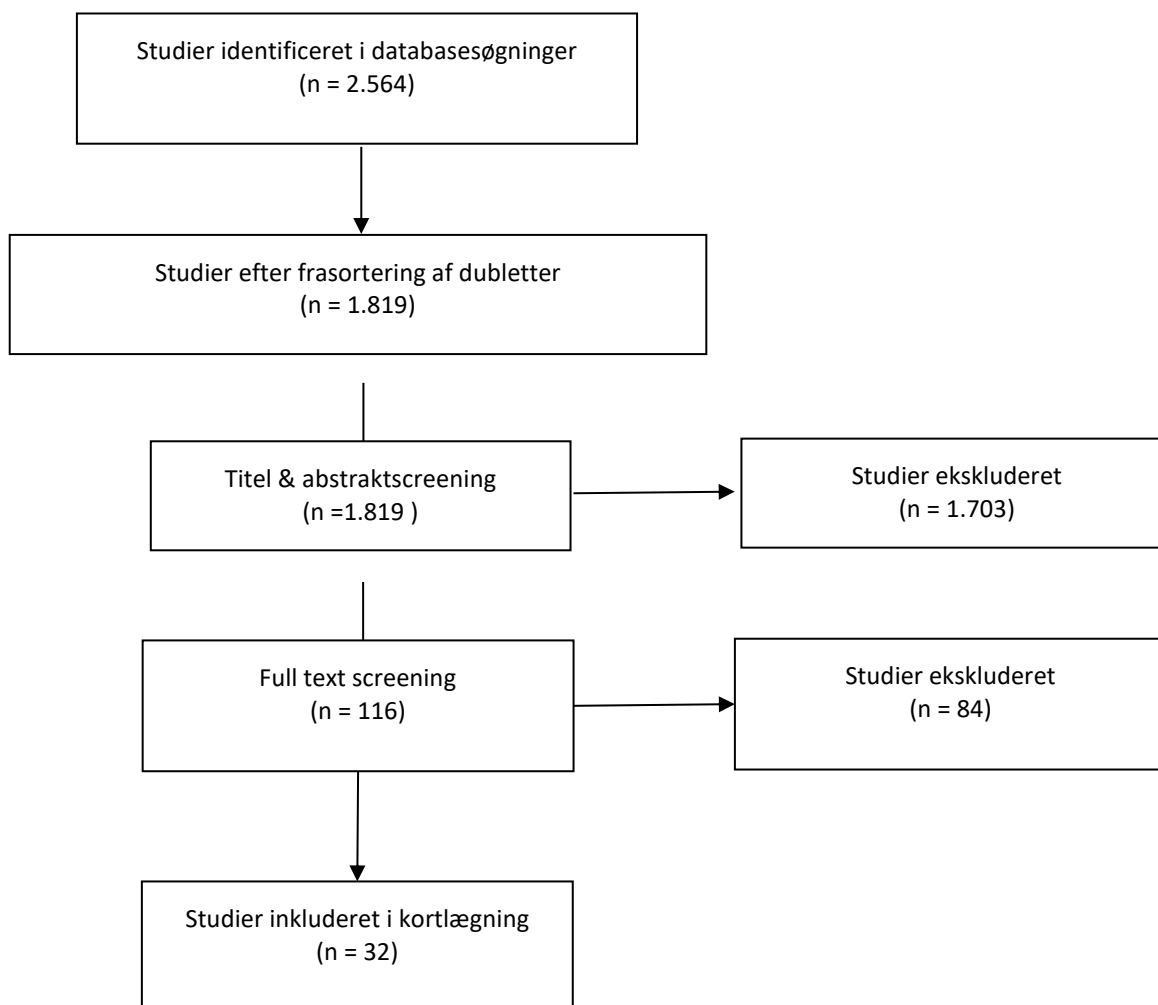 Studier identificeret i databasesøgninger
(n = 2.564)
Studier efter frasortering af dubletter
(n = 1.819)
Titel & abstraktscreening
(n =1.819 )
Studier ekskluderet
(n = 1.703)
Full text screening
(n = 116)
Studier ekskluderet
(n = 84)
Studier inkluderet i kortlægning
(n = 32)